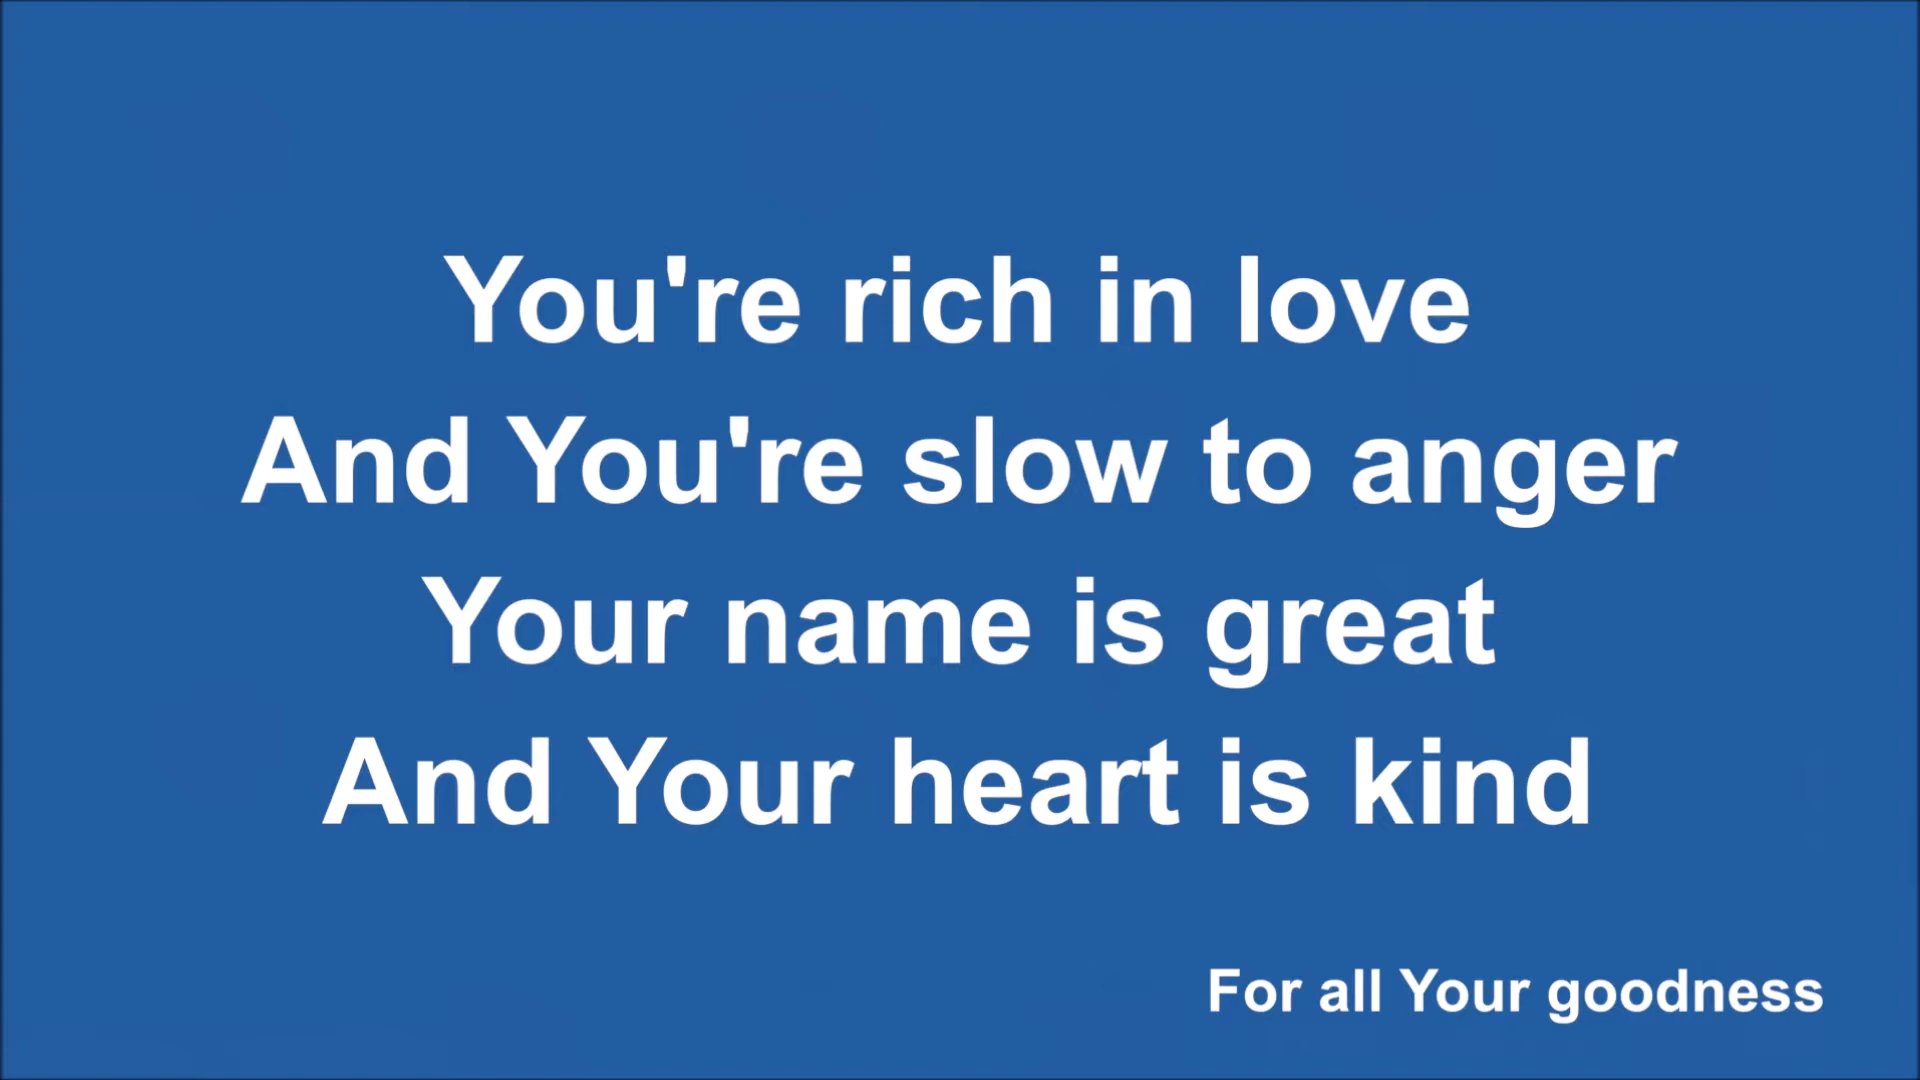 You're rich in love
And You're slow to anger
Your name is great
And Your heart is kind
For all Your goodness